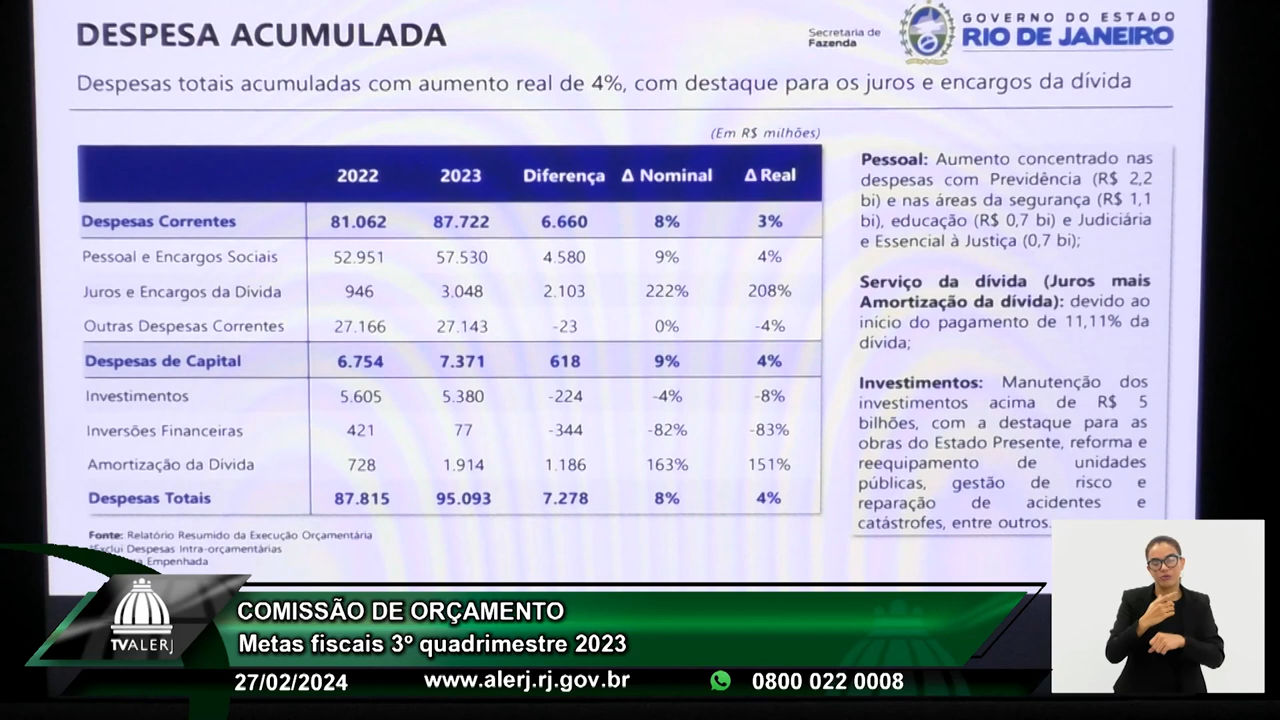 DESPESA ACUMULADA
Secretaria de
Fazenda
GOVERNO DO ESTADO
RIO DE JANEIRO
Despesas totais acumuladas com aumento real de 4%, com destaque para os juros e encargos da dívida
(Em R$ milhões)
2022 2023 Diferença Δ Nominal Δ Real
Despesas Correntes 81.062 87.722 6.660 8% 3%
Pessoal e Encargos Sociais 52.951 57.530 4.580 9% 4%
Juros e Encargos da Dívida 946 3.048 2.103 222% 208%
Outras Despesas Correntes 27.166 27.143 -23 0% -4%
Despesas de Capital 6.754 7.371 618 9% 4%
Investimentos 5.605 5.380 -224 -4% -8%
Inversões Financeiras 421 77 -344 -82% -83%
Amortização da Dívida 728 1.914 1.186 163% 151%
Despesas Totais 87.815 95.093 7.278 8% 4%
Fonte: Relatório Resumido da Execução Orçamentária
*Exclui Despesas Intra-orçamentárias
Empenhada
Pessoal: Aumento concentrado nas
despesas com Previdência (R$ 2,2
bi) e nas áreas da segurança (R$ 1,1
bi), educação (R$ 0,7 bi) e Judiciária
e Essencial à Justiça (0,7 bi);
Serviço da dívida (Juros mais
Amortização da dívida): devido ao
início do pagamento de 11,11% da
dívida;
Investimentos: Manutenção dos
investimentos acima de R$ 5
bilhões, com a destaque para as
obras do Estado Presente, reforma e
reequipamento de unidades
públicas, gestão de risco e
reparação de acidentes e
catástrofes, entre outros.
TVALERJ
COMISSÃO DE ORÇAMENTO
Metas fiscais 3º quadrimestre 2023
27/02/2024 www.alerj.rj.gov.br 0800 022 0008